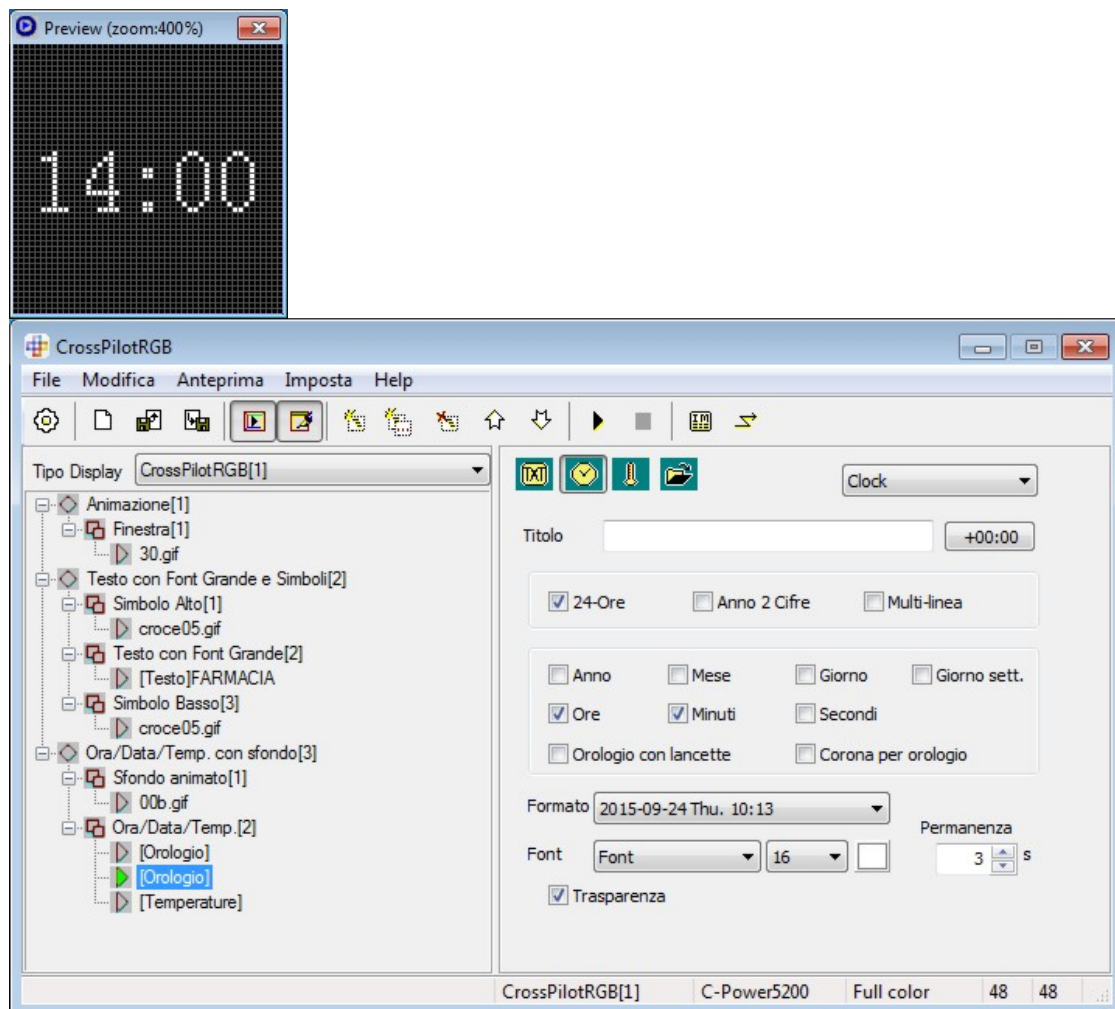 Preview (zoom:400%)
14:00
CrossPilotRGB
File Modifica Anteprima Imposta Help
Tipo Display CrossPilotRGB[1]
Animazione[1]
Finestra[1]
30.gif
Testo con Font Grande e Simboli[2]
Simbolo Alto[1]
croce05.gif
Testo con Font Grande[2]
[Testo]FARMACIA
Simbolo Basso[3]
croce05.gif
Ora/Data/Temp. con sfondo[3]
Sfondo animato[1]
00b.gif
Ora/Data/Temp.[2]
[Orologio]
[Orologio]
[Temperature]
TXT
Clock
Titolo +00:00
24-Ore Anno 2 Cifre Multi-linea
Anno Mese Giorno Giorno sett.
Ore Minuti Secondi
Orologio con lancette Corona per orologio
Formato 2015-09-24 Thu. 10:13
Permanenza
Font Font 16 3 s
Trasparenza
CrossPilotRGB[1] C-Power5200 Full color 48 48